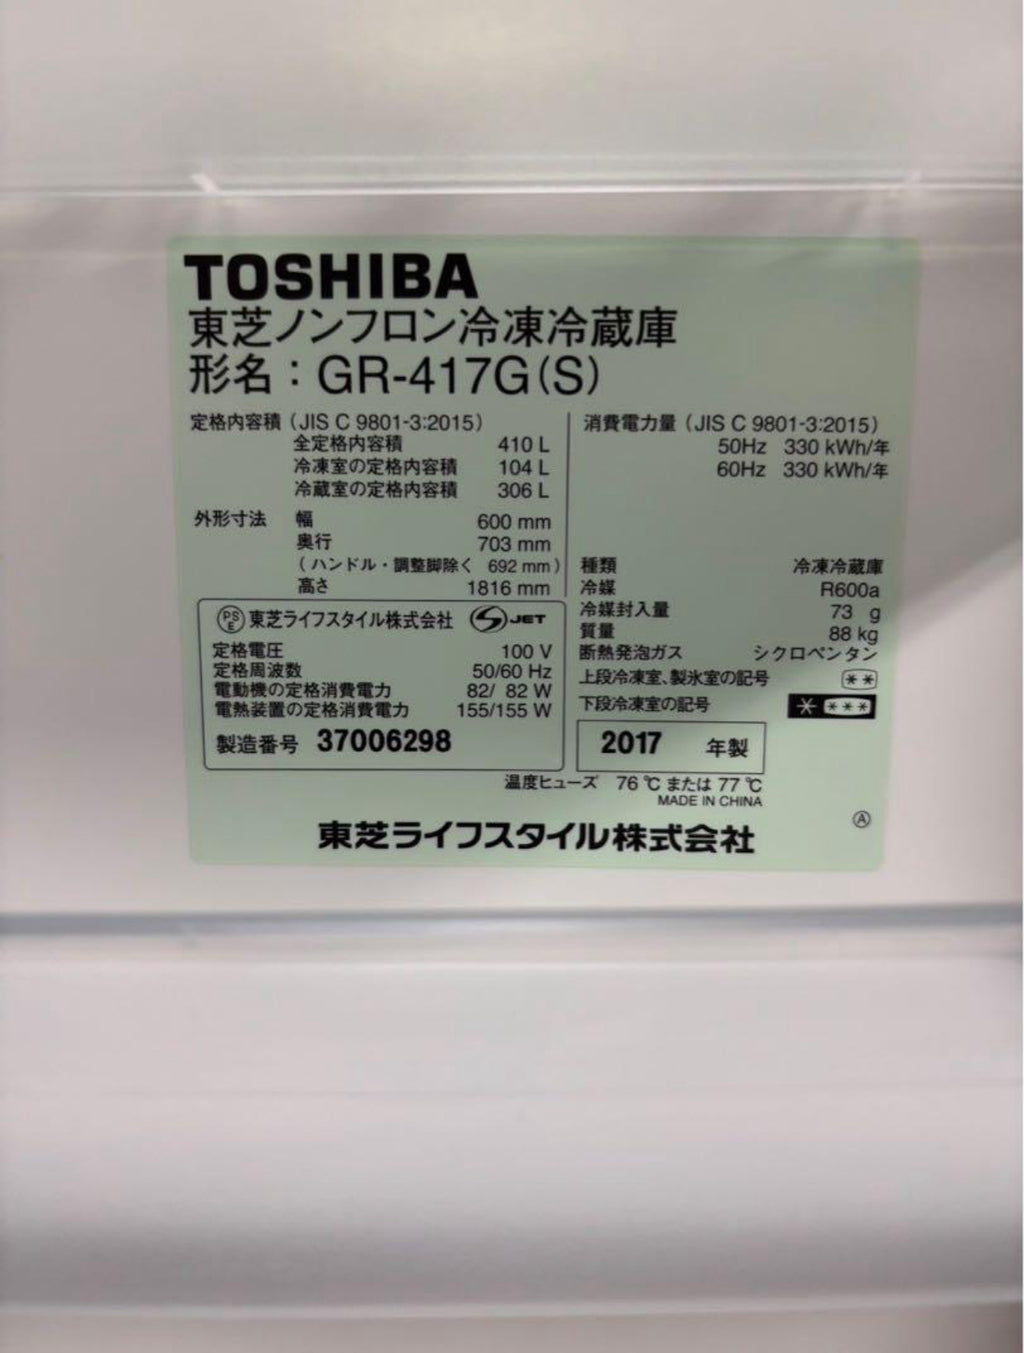 TOSHIBA
東芝ノンフロン冷凍冷蔵庫
形名：GR-417G(S)
定格内容積（JIS C 9801-3:2015）
全定格内容積 410 L
冷凍室の定格内容積 104 L
冷蔵室の定格内容積 306 L
外形寸法 幅 600 mm
奥行 703 mm
（ハンドル・調整脚除く 692 mm）
高さ 1816 mm
消費電力量（JIS C 9801-3:2015）
50Hz 330 kWh/年
60Hz 330 kWh/年
種類 冷凍冷蔵庫
冷媒 R600a
冷媒封入量 73 g
質量 88 kg
断熱発泡ガス シクロペンタン
上段冷凍室、製氷室の記号 **
下段冷凍室の記号 * ***
PSE 東芝ライフスタイル株式会社 S JET
定格電圧 100 V
定格周波数 50/60 Hz
電動機の定格消費電力 82/ 82 W
電熱装置の定格消費電力 155/155 W
製造番号 37006298
2017 年製
温度ヒューズ 76 ℃ または 77 ℃
MADE IN CHINA
Ⓐ
東芝ライフスタイル株式会社